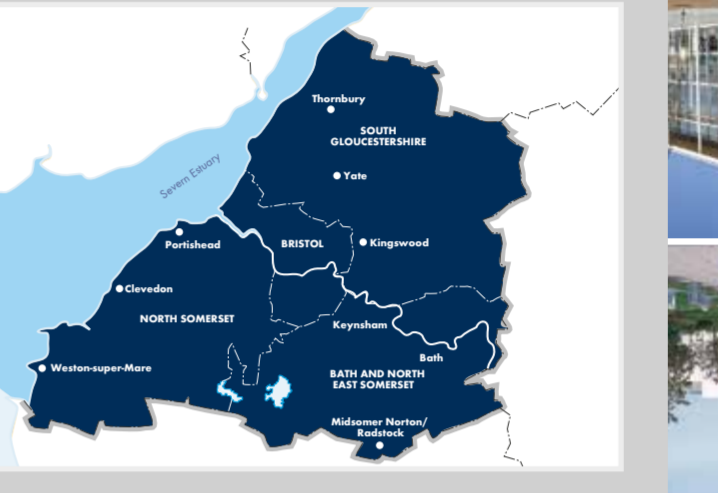 Thornbury
SOUTH
GLOUCESTERSHIRE
Severn Estuary
Yate
Portishead
BRISTOL
Kingswood
Clevedon
NORTH SOMERSET
Keynsham
Bath
Weston-super-Mare
BATH AND NORTH
EAST SOMERSET
Midsomer Norton/
Radstock